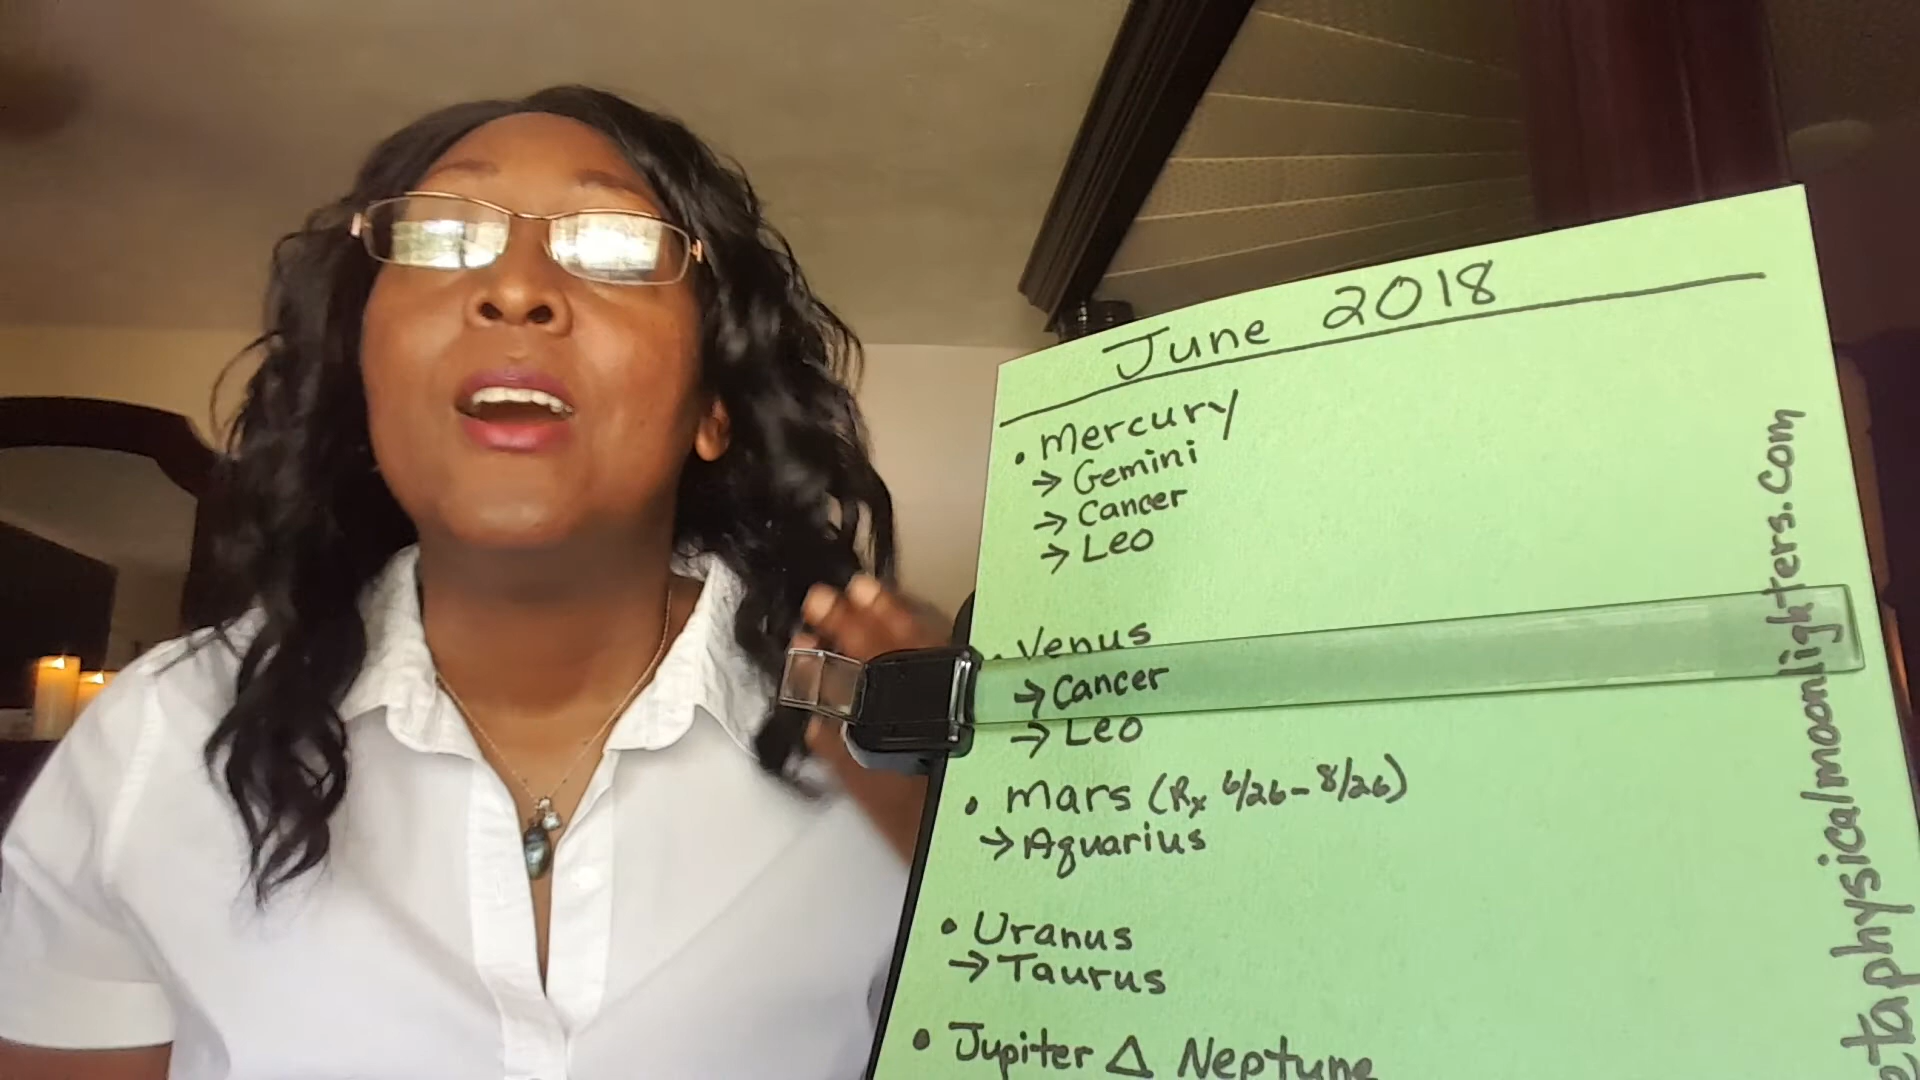 June 2018
• Mercury
→ Gemini
→ Cancer
→ Leo
• Venus
→ Cancer
→ Leo
• Mars (Rx 6/26-8/26)
→ Aquarius
• Uranus
→ Taurus
• Jupiter △ Neptune
etaphysicalmoonlighters.com